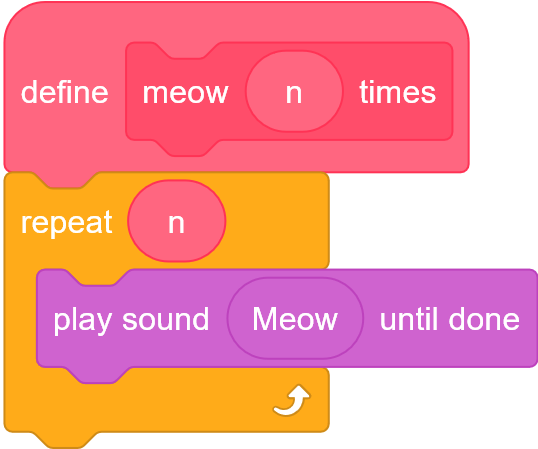 define meow n times
repeat n
play sound Meow until done